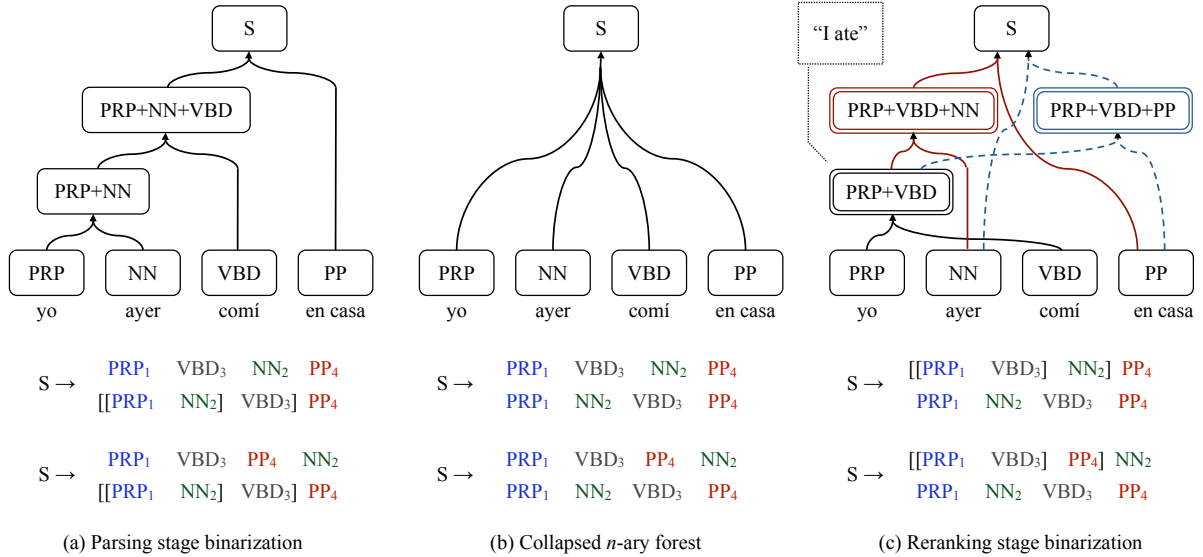 S
PRP+NN+VBD
PRP+NN
PRP NN VBD PP
yo ayer comí en casa
S → PRP₁ VBD₃ NN₂ PP₄
[[PRP₁ NN₂] VBD₃] PP₄
S → PRP₁ VBD₃ PP₄ NN₂
[[PRP₁ NN₂] VBD₃] PP₄
(a) Parsing stage binarization
S
PRP NN VBD PP
yo ayer comí en casa
S → PRP₁ VBD₃ NN₂ PP₄
PRP₁ NN₂ VBD₃ PP₄
S → PRP₁ VBD₃ PP₄ NN₂
PRP₁ NN₂ VBD₃ PP₄
(b) Collapsed n-ary forest
“I ate”
S
PRP+VBD+NN PRP+VBD+PP
PRP+VBD
PRP NN VBD PP
yo ayer comí en casa
S → [[PRP₁ VBD₃] NN₂] PP₄
PRP₁ NN₂ VBD₃ PP₄
S → [[PRP₁ VBD₃] PP₄] NN₂
PRP₁ NN₂ VBD₃ PP₄
(c) Reranking stage binarization